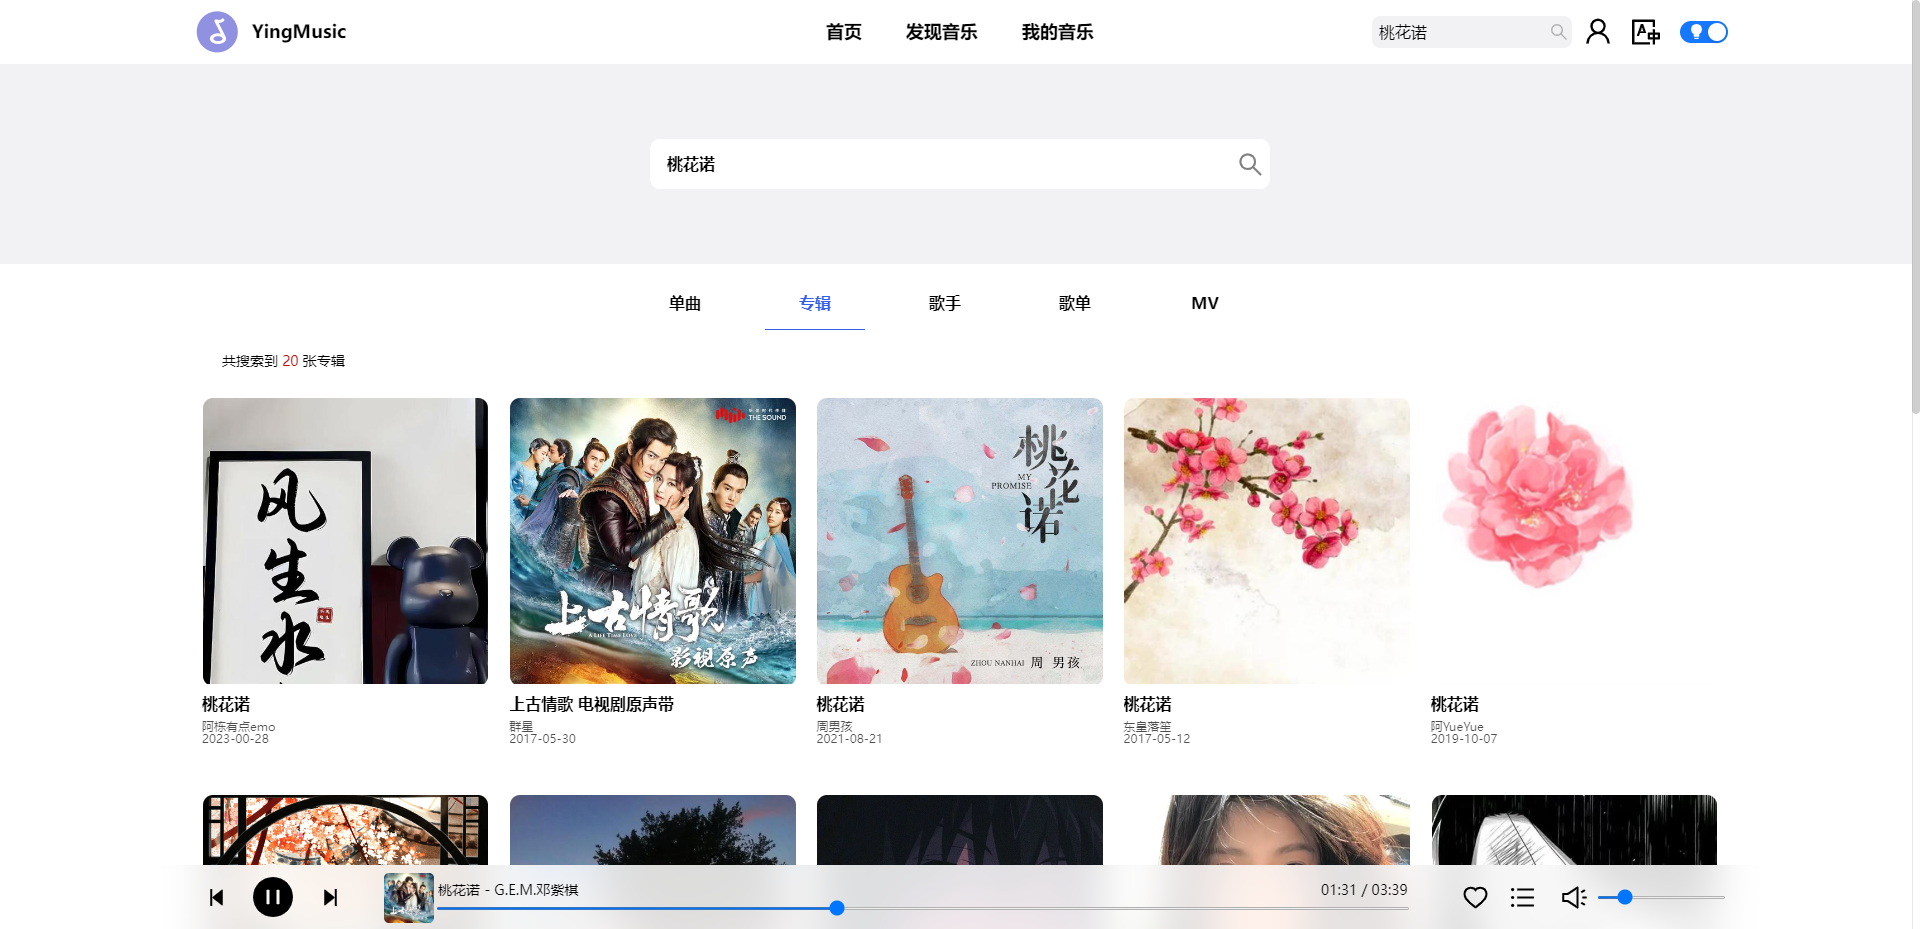 YingMusic
首页
发现音乐
我的音乐
桃花诺
桃花诺
单曲
专辑
歌手
歌单
MV
共搜索到 20 张专辑
风生水
THE SOUND
上古情歌
A LIFE TIME LOVE
影视原声
桃花诺
MY PROMISE
ZHOU NANHAI 周 男孩
桃花诺
阿栋有点emo
2023-00-28
上古情歌 电视剧原声带
群星
2017-05-30
桃花诺
周男孩
2021-08-21
桃花诺
东皇落笙
2017-05-12
桃花诺
阿YueYue
2019-10-07
桃花诺 - G.E.M.邓紫棋
01:31 / 03:39